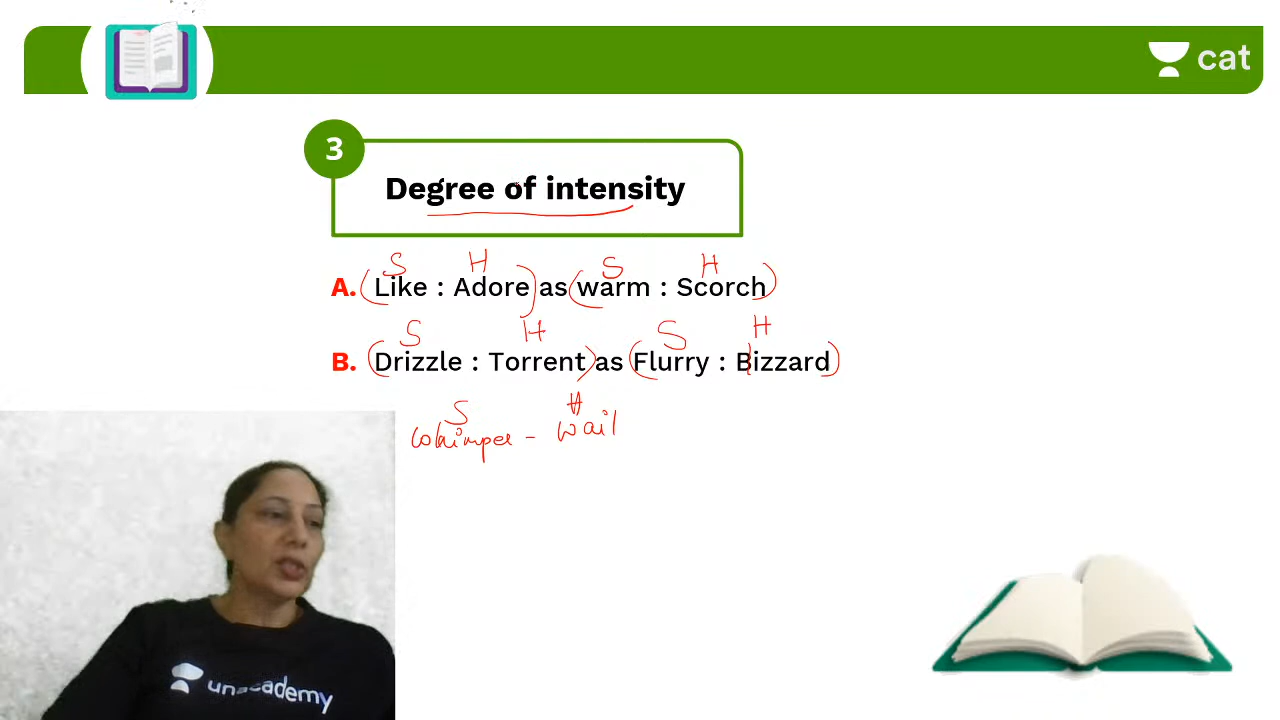 cat
3
Degree of intensity
S H S H
A. Like : Adore as warm : Scorch
S H S H
B. Drizzle : Torrent as Flurry : Bizzard
S H
whimper - wail
unacademy